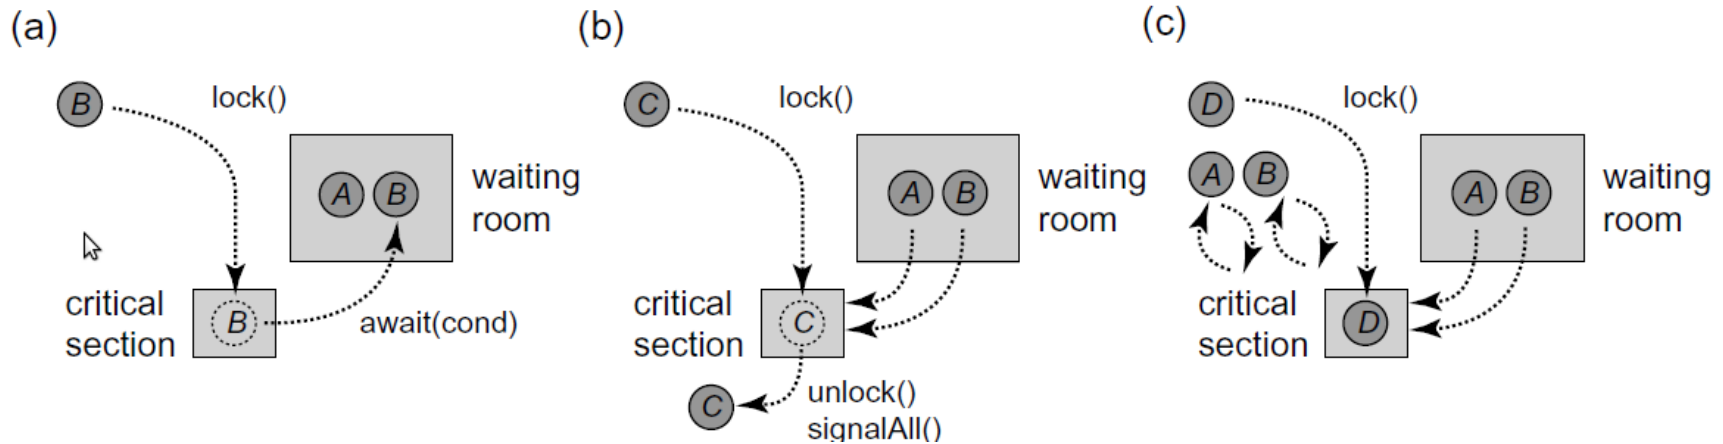 (a)
B
lock()
A B
waiting
room
critical
section
B
await(cond)
(b)
C
lock()
A B
waiting
room
critical
section
C
C
unlock()
signalAll()
(c)
D
lock()
A B
A B
waiting
room
critical
section
D